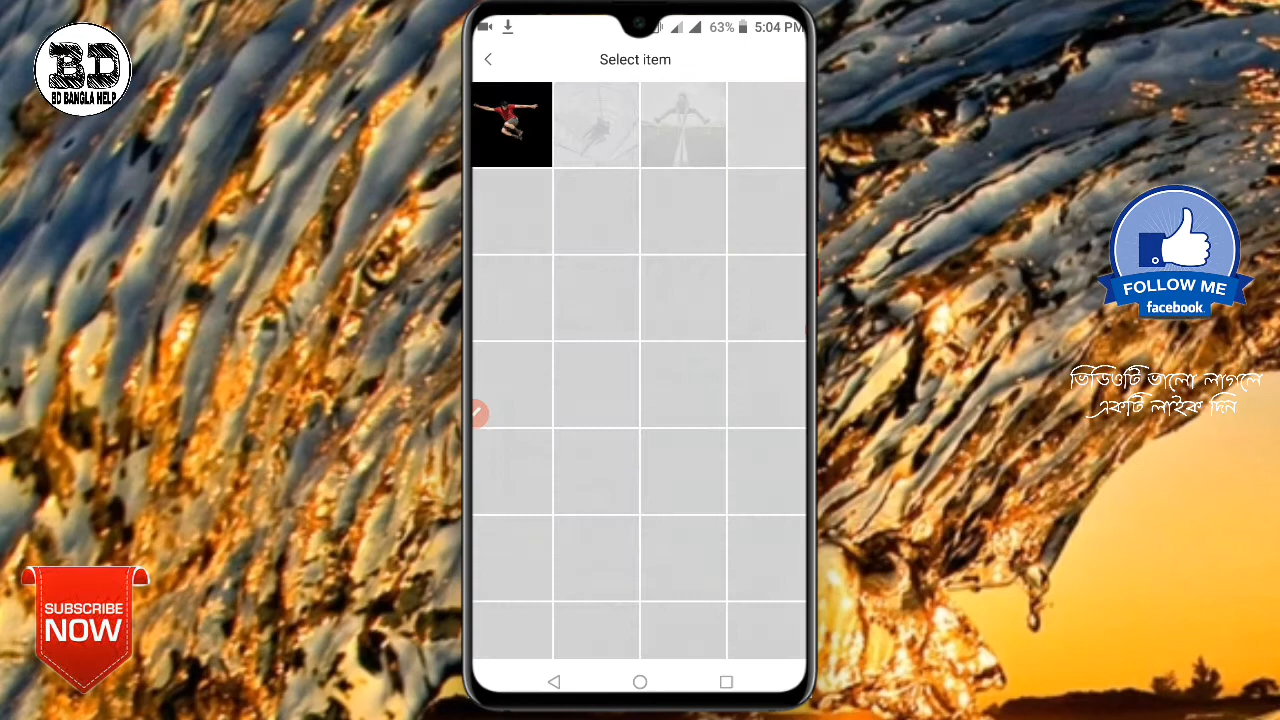 BD
BD BANGLA HELP
63% 5:04 PM
Select item
FOLLOW ME
facebook.
ভিডিওটি ভালো লাগলে
একটি লাইক দিন
SUBSCRIBE
NOW